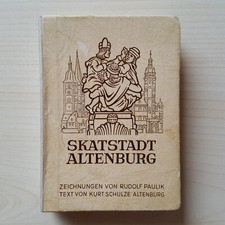 SKATSTADT
ALTENBURG
ZEICHNUNGEN VON RUDOLF PAULIK
TEXT VON KURT SCHULZE ALTENBURG